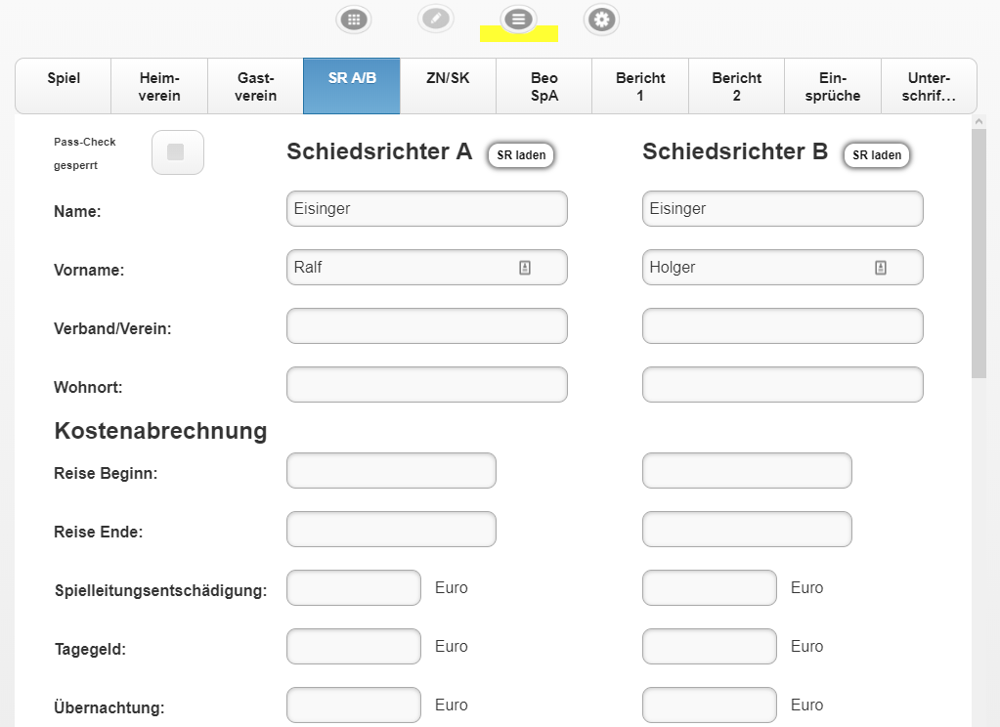 Spiel
Heim-
verein
Gast-
verein
SR A/B
ZN/SK
Beo
SpA
Bericht
1
Bericht
2
Ein-
sprüche
Unter-
schrif...
Pass-Check
gesperrt
Schiedsrichter A SR laden Schiedsrichter B SR laden
Name: Eisinger Eisinger
Vorname: Ralf Holger
Verband/Verein:
Wohnort:
Kostenabrechnung
Reise Beginn:
Reise Ende:
Spielleitungsentschädigung: Euro Euro
Tagegeld: Euro Euro
Übernachtung: Euro Euro